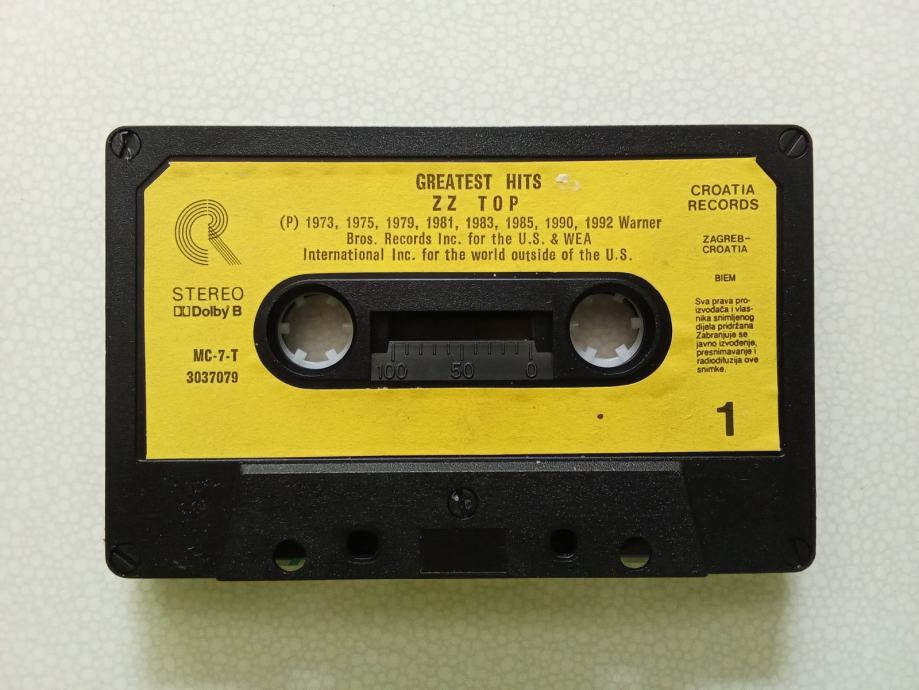 GREATEST HITS
ZZ TOP
(P) 1973, 1975, 1979, 1981, 1983, 1985, 1990, 1992 Warner
Bros. Records Inc. for the U.S. & WEA
International Inc. for the world outside of the U.S.
CROATIA
RECORDS
ZAGREB–
CROATIA
BIEM
Sva prava pro-
izvođača i vlas-
nika snimljenog
dijela pridržana
Zabranjuje se
javno izvođenje,
presnimavanje i
radiodifuzija ove
snimke.
STEREO
Dolby B
MC-7-T
3037079
100 50 0
1